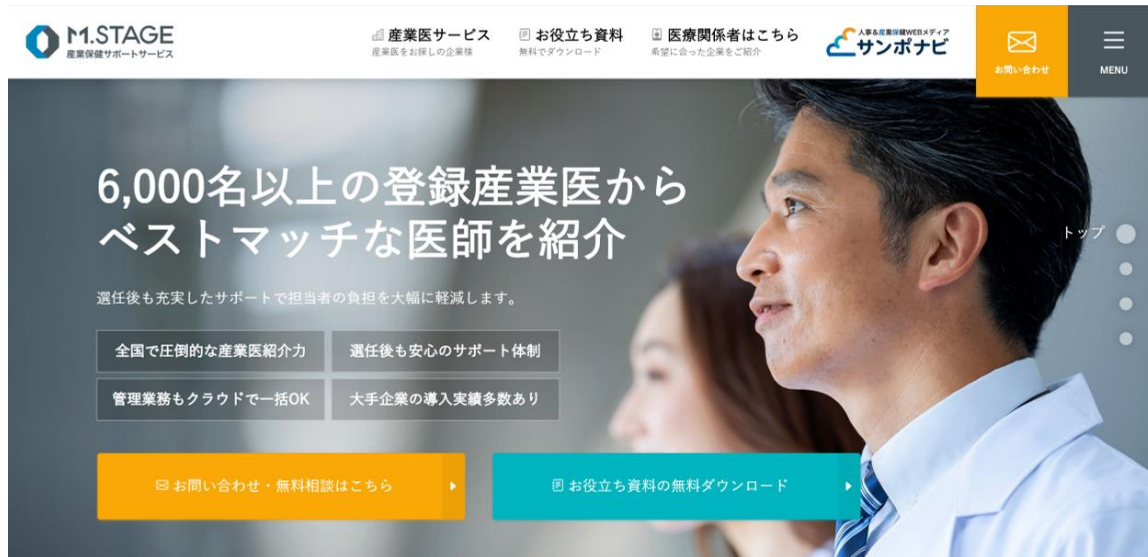 M.STAGE
産業保健サポートサービス
産業医サービス
産業医をお探しの企業様
お役立ち資料
無料でダウンロード
医療関係者はこちら
希望に合った企業をご紹介
人事&産業保健WEBメディア
サンポナビ
お問い合わせ
MENU
6,000名以上の登録産業医から
ベストマッチな医師を紹介
選任後も充実したサポートで担当者の負担を大幅に軽減します。
全国で圧倒的な産業医紹介力
選任後も安心のサポート体制
管理業務もクラウドで一括OK
大手企業の導入実績多数あり
トップ
お問い合わせ・無料相談はこちら
お役立ち資料の無料ダウンロード